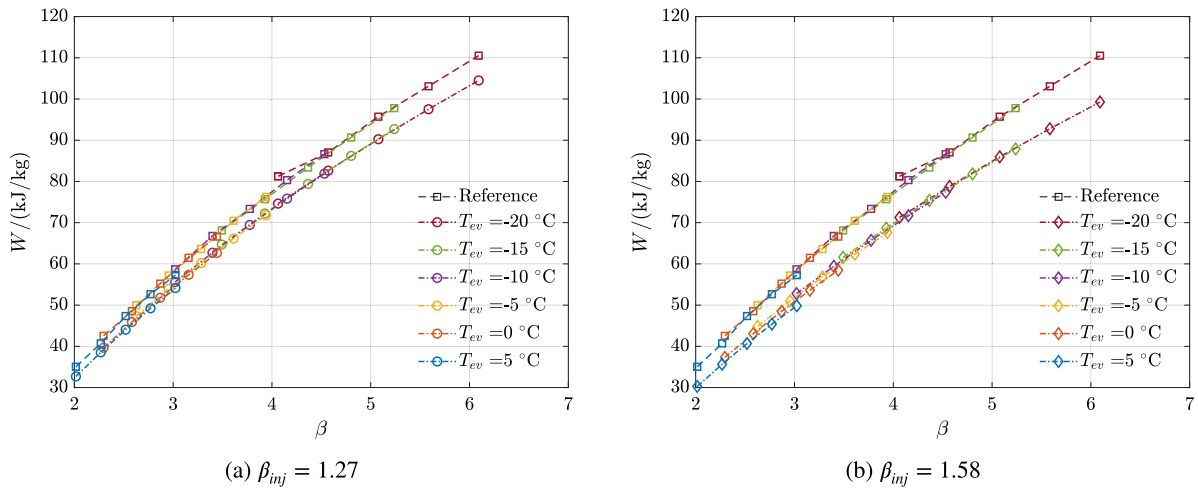 120
110
100
90
80
70
60
50
40
30
W/(kJ/kg)
2 3 4 5 6 7
β
Reference
T_ev =-20 °C
T_ev =-15 °C
T_ev =-10 °C
T_ev =-5 °C
T_ev =0 °C
T_ev =5 °C
(a) β_inj = 1.27
120
110
100
90
80
70
60
50
40
30
W/(kJ/kg)
2 3 4 5 6 7
β
Reference
T_ev =-20 °C
T_ev =-15 °C
T_ev =-10 °C
T_ev =-5 °C
T_ev =0 °C
T_ev =5 °C
(b) β_inj = 1.58